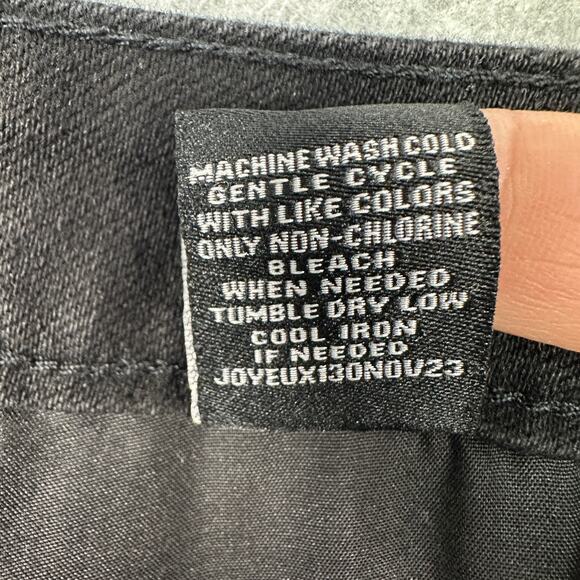 MACHINE WASH COLD
GENTLE CYCLE
WITH LIKE COLORS
ONLY NON-CHLORINE
BLEACH
WHEN NEEDED
TUMBLE DRY LOW
COOL IRON
IF NEEDED
JOYEUX130NOV23